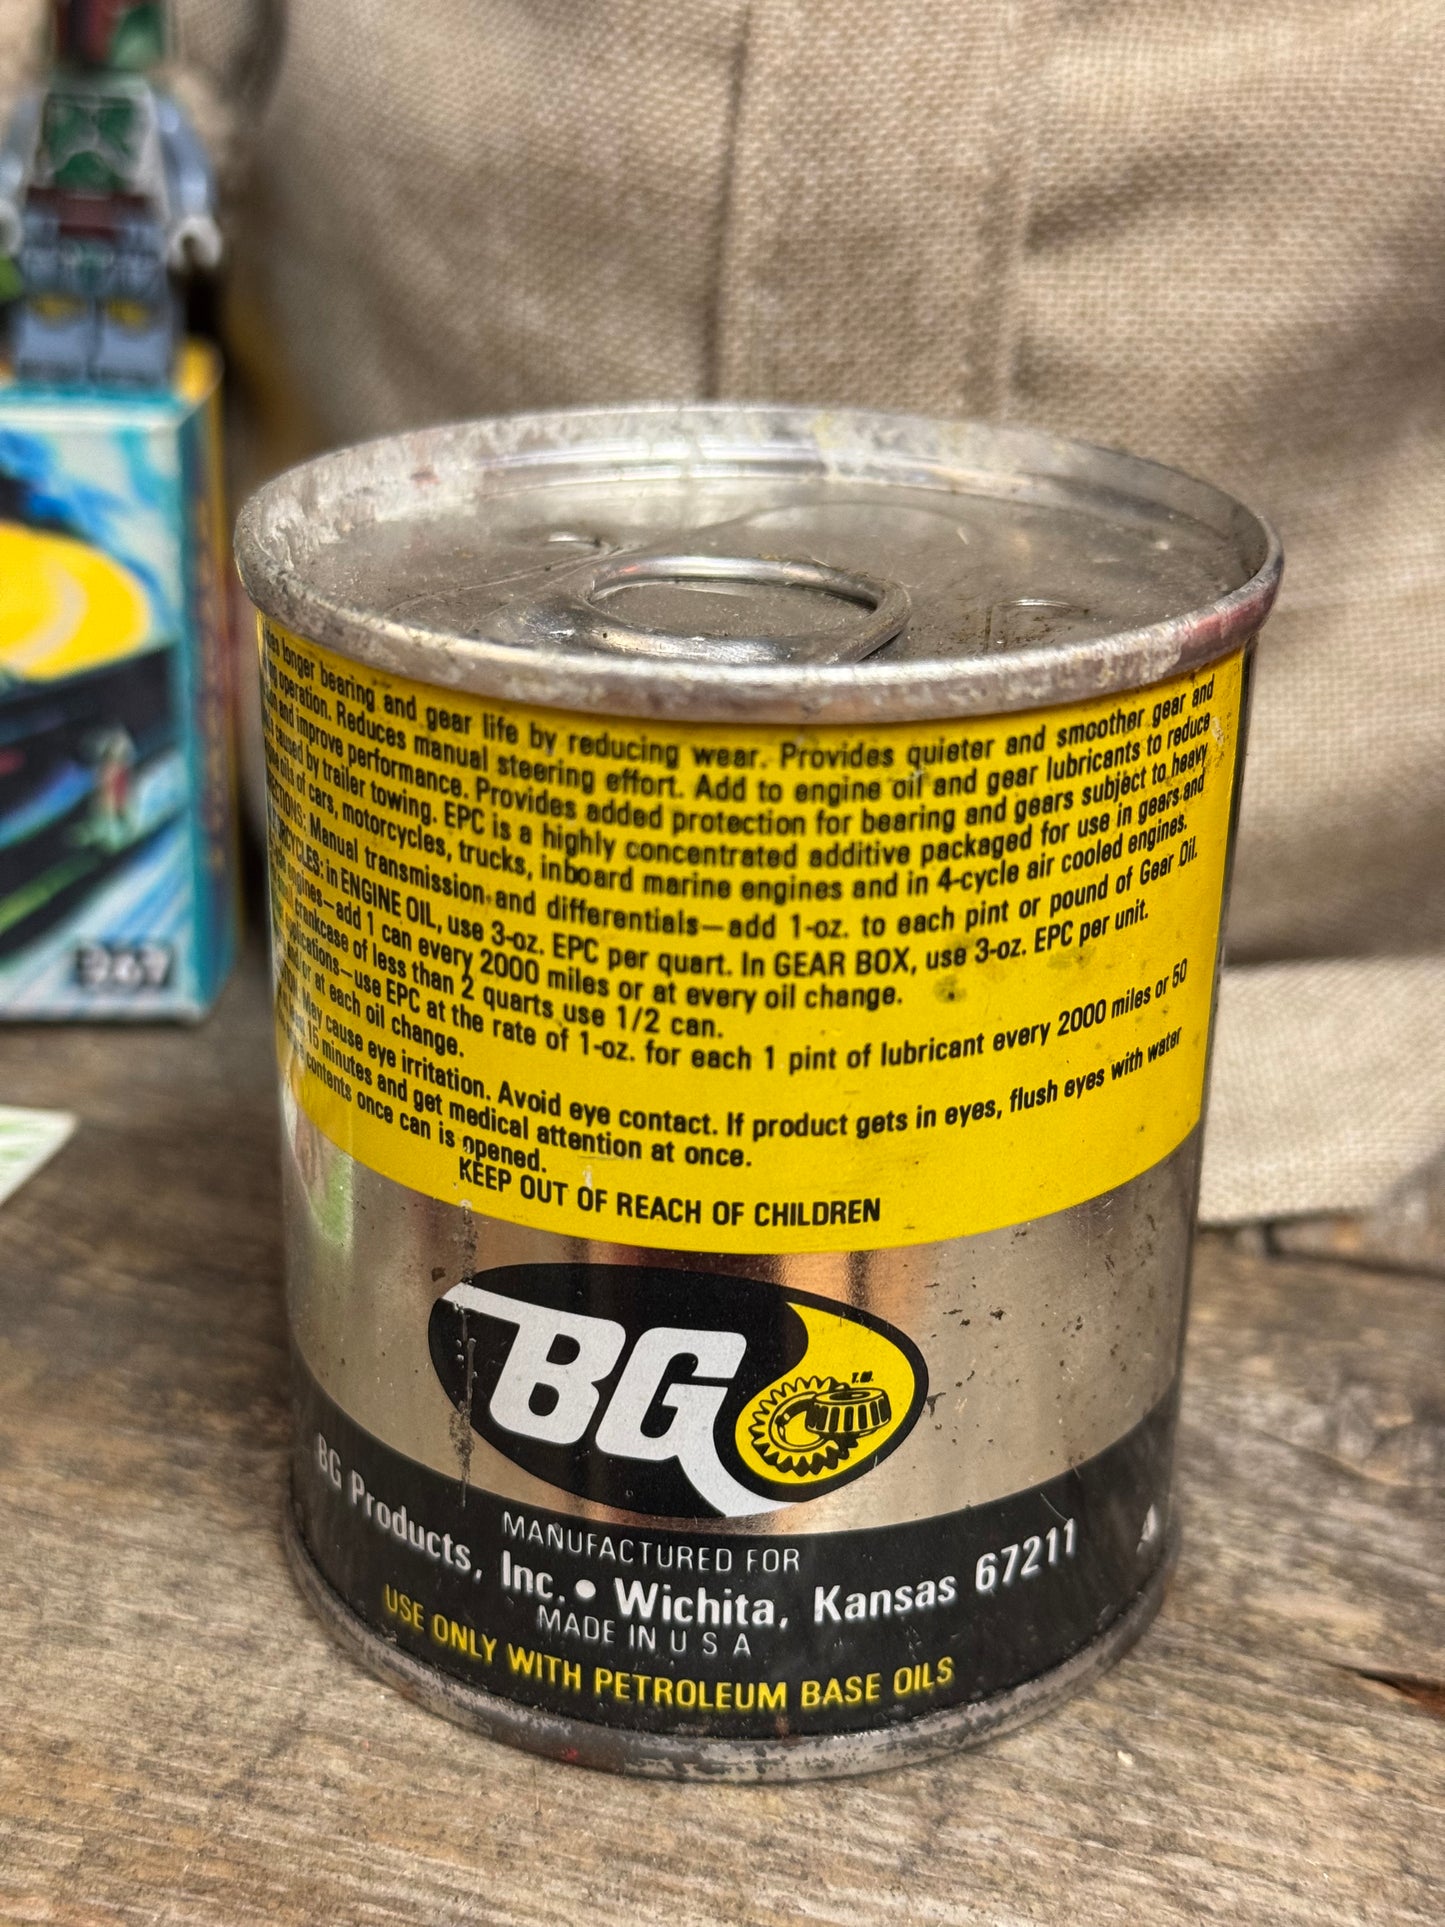 longer bearing and gear life by reducing wear. Provides quieter and smoother gear and
operation. Reduces manual steering effort. Add to engine oil and gear lubricants to reduce
and improve performance. Provides added protection for bearing and gears subject to heavy
caused by trailer towing. EPC is a highly concentrated additive packaged for use in gears and
oils of cars, motorcycles, trucks, inboard marine engines and in 4-cycle air cooled engines.
Manual transmission and differentials—add 1-oz. to each pint or pound of Gear Oil.
in ENGINE OIL, use 3-oz. EPC per quart. In GEAR BOX, use 3-oz. EPC per unit.
engines—add 1 can every 2000 miles or at every oil change.
crankcase of less than 2 quarts use 1/2 can.
—use EPC at the rate of 1-oz. for each 1 pint of lubricant every 2000 miles or 50
or at each oil change.
May cause eye irritation. Avoid eye contact. If product gets in eyes, flush eyes with water
15 minutes and get medical attention at once.
contents once can is opened.
KEEP OUT OF REACH OF CHILDREN
BG
T.M.
MANUFACTURED FOR
BG Products, Inc. • Wichita, Kansas 67211
MADE IN U S A
USE ONLY WITH PETROLEUM BASE OILS